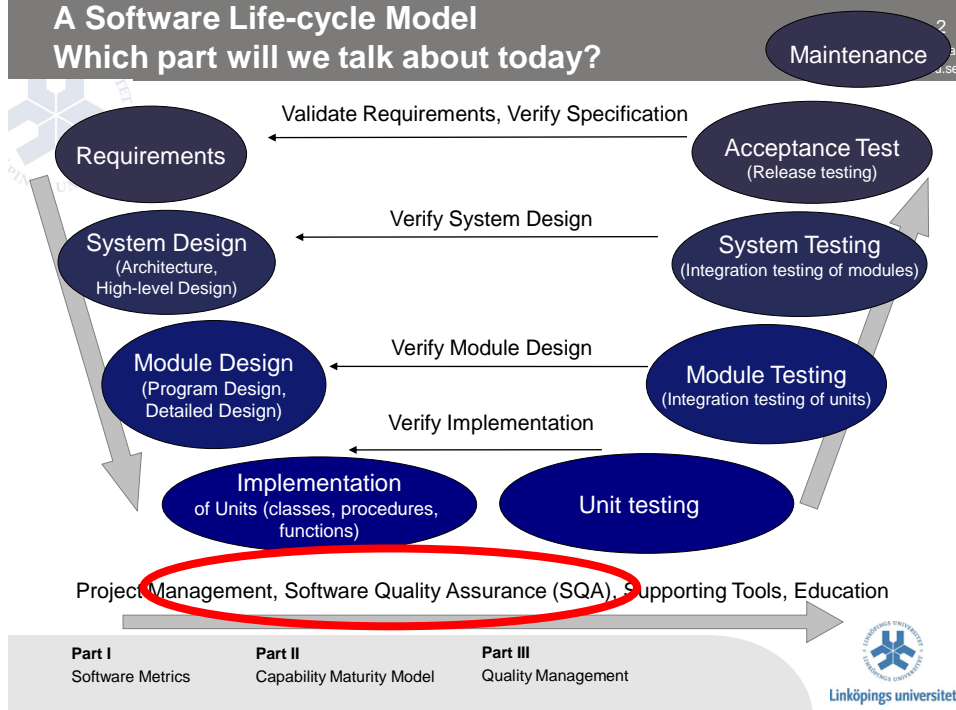 A Software Life-cycle Model
Which part will we talk about today?
2
Maintenance
Validate Requirements, Verify Specification
Requirements
Acceptance Test
(Release testing)
Verify System Design
System Design
(Architecture,
High-level Design)
System Testing
(Integration testing of modules)
Verify Module Design
Module Design
(Program Design,
Detailed Design)
Module Testing
(Integration testing of units)
Verify Implementation
Implementation
of Units (classes, procedures,
functions)
Unit testing
Project Management, Software Quality Assurance (SQA), Supporting Tools, Education
Part I
Software Metrics
Part II
Capability Maturity Model
Part III
Quality Management
Linköpings universitet